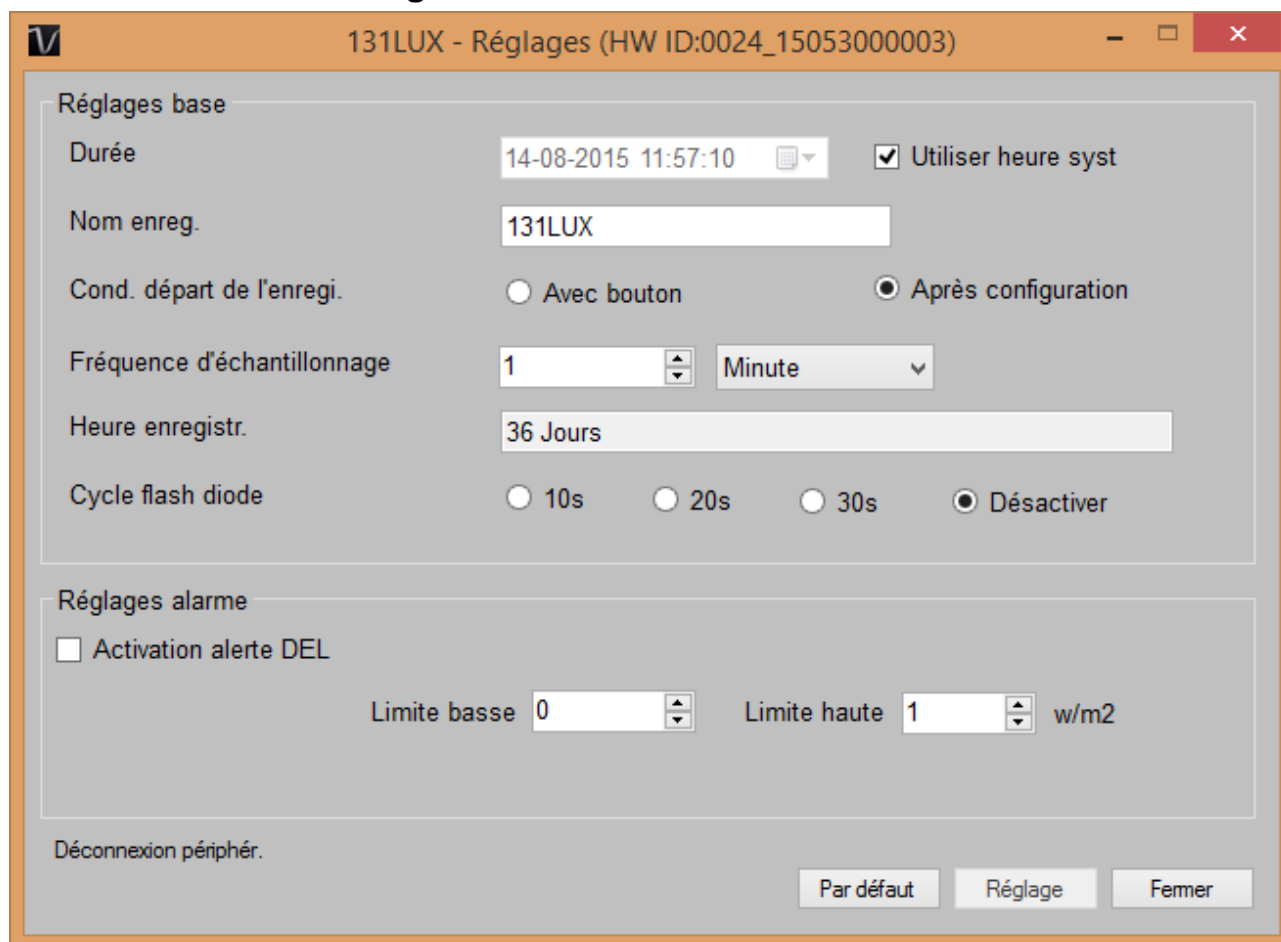 131LUX - Réglages (HW ID:0024_15053000003)
Réglages base
Durée 14-08-2015 11:57:10 Utiliser heure syst
Nom enreg. 131LUX
Cond. départ de l'enregi. Avec bouton Après configuration
Fréquence d'échantillonnage 1 Minute
Heure enregistr. 36 Jours
Cycle flash diode 10s 20s 30s Désactiver
Réglages alarme
Activation alerte DEL
Limite basse 0 Limite haute 1 w/m2
Déconnexion périphér.
Par défaut Réglage Fermer